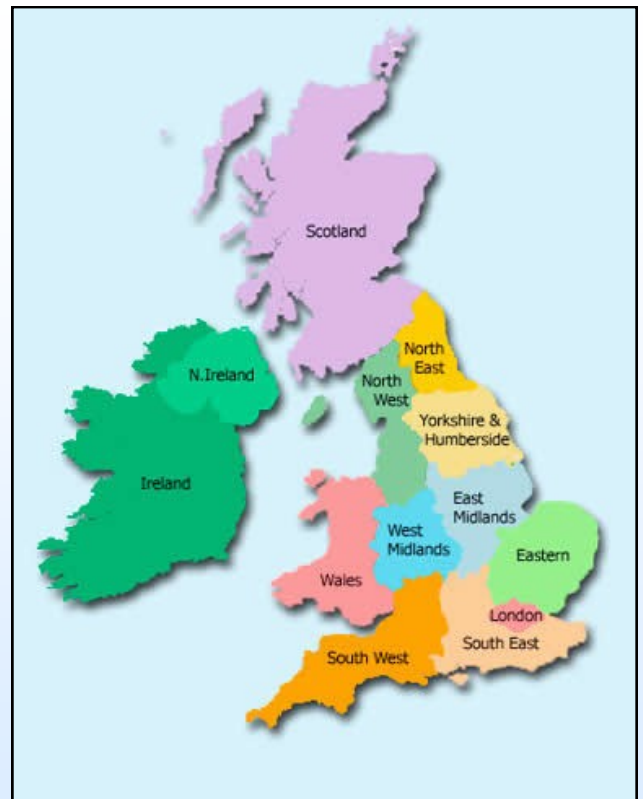 Scotland
North
East
N.Ireland
North
West
Yorkshire &
Humberside
Ireland
East
Midlands
West
Midlands
Eastern
Wales
London
South East
South West